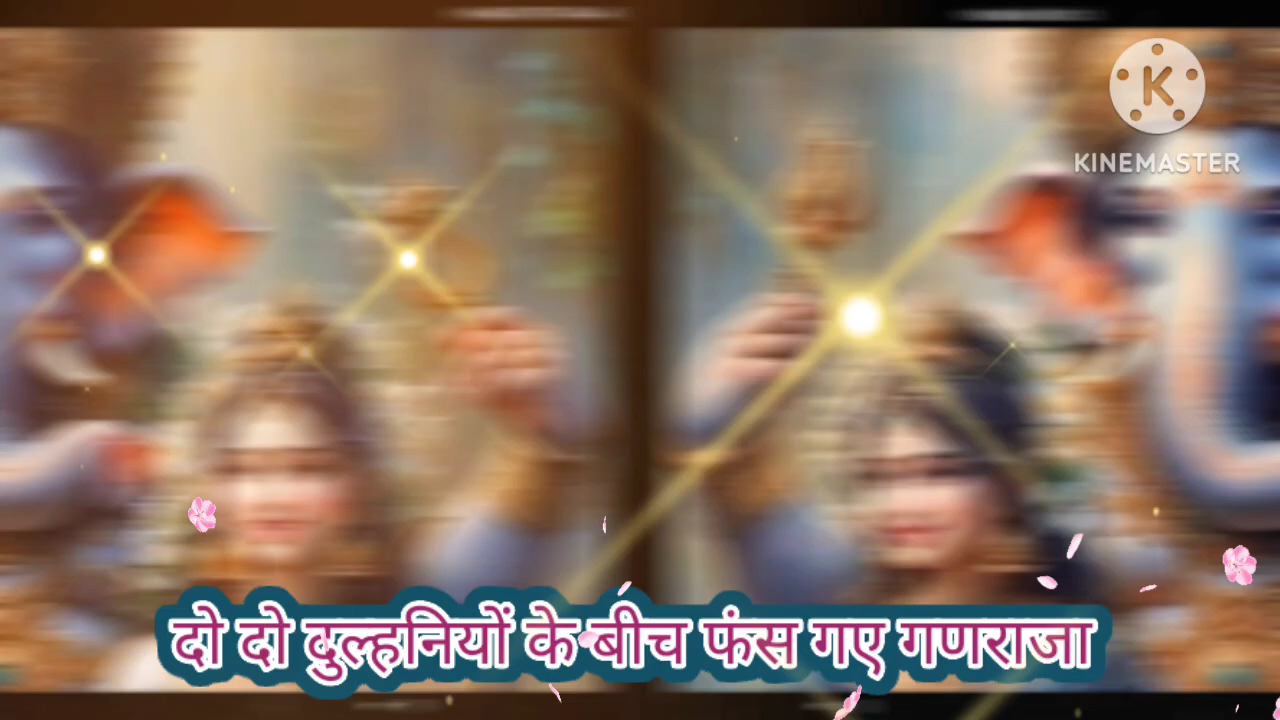 KINEMASTER
दो दो दुल्हनियों के बीच फंस गए गणराजा